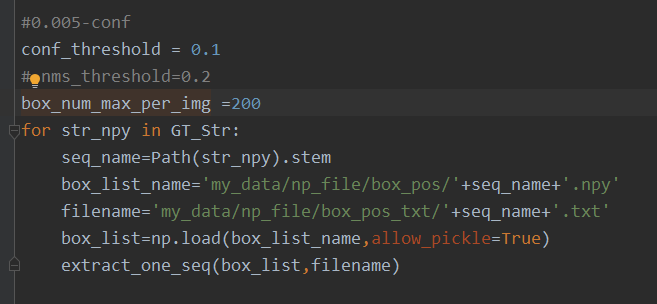 #0.005-conf
conf_threshold = 0.1
# nms_threshold=0.2
box_num_max_per_img =200
for str_npy in GT_Str:
    seq_name=Path(str_npy).stem
    box_list_name='my_data/np_file/box_pos/'+seq_name+'.npy'
    filename='my_data/np_file/box_pos_txt/'+seq_name+'.txt'
    box_list=np.load(box_list_name,allow_pickle=True)
    extract_one_seq(box_list,filename)